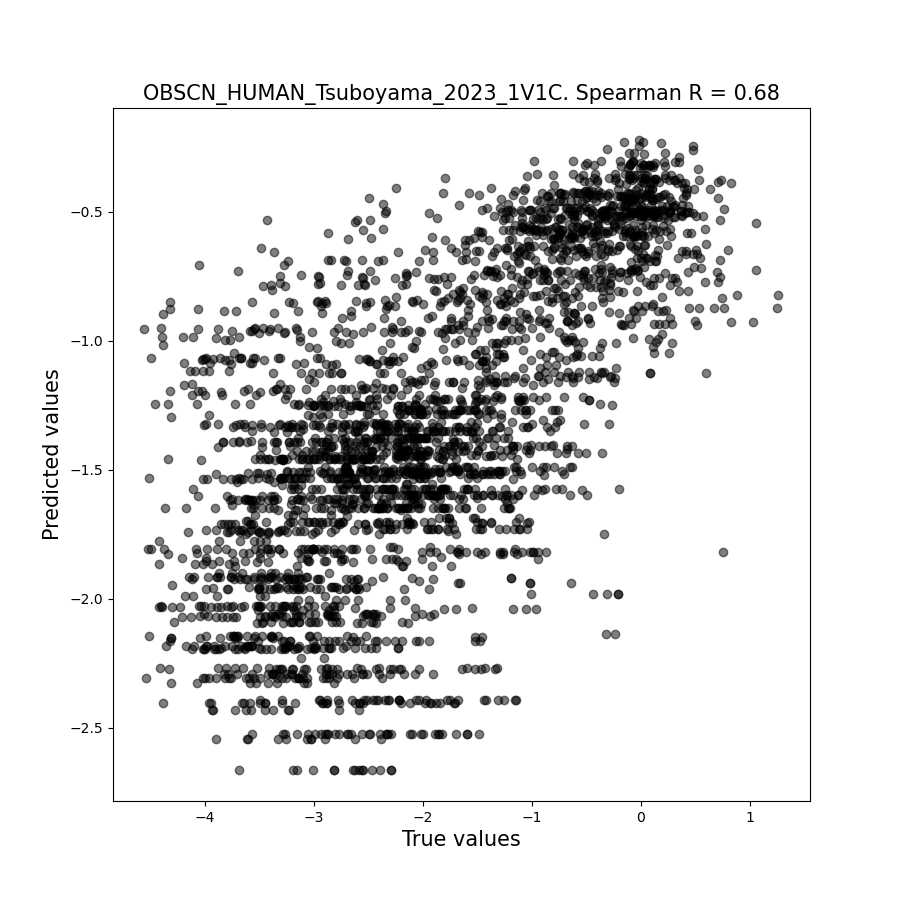 OBSCN_HUMAN_Tsuboyama_2023_1V1C. Spearman R = 0.68
−0.5
−1.0
−1.5
−2.0
−2.5
Predicted values
−4 −3 −2 −1 0 1
True values